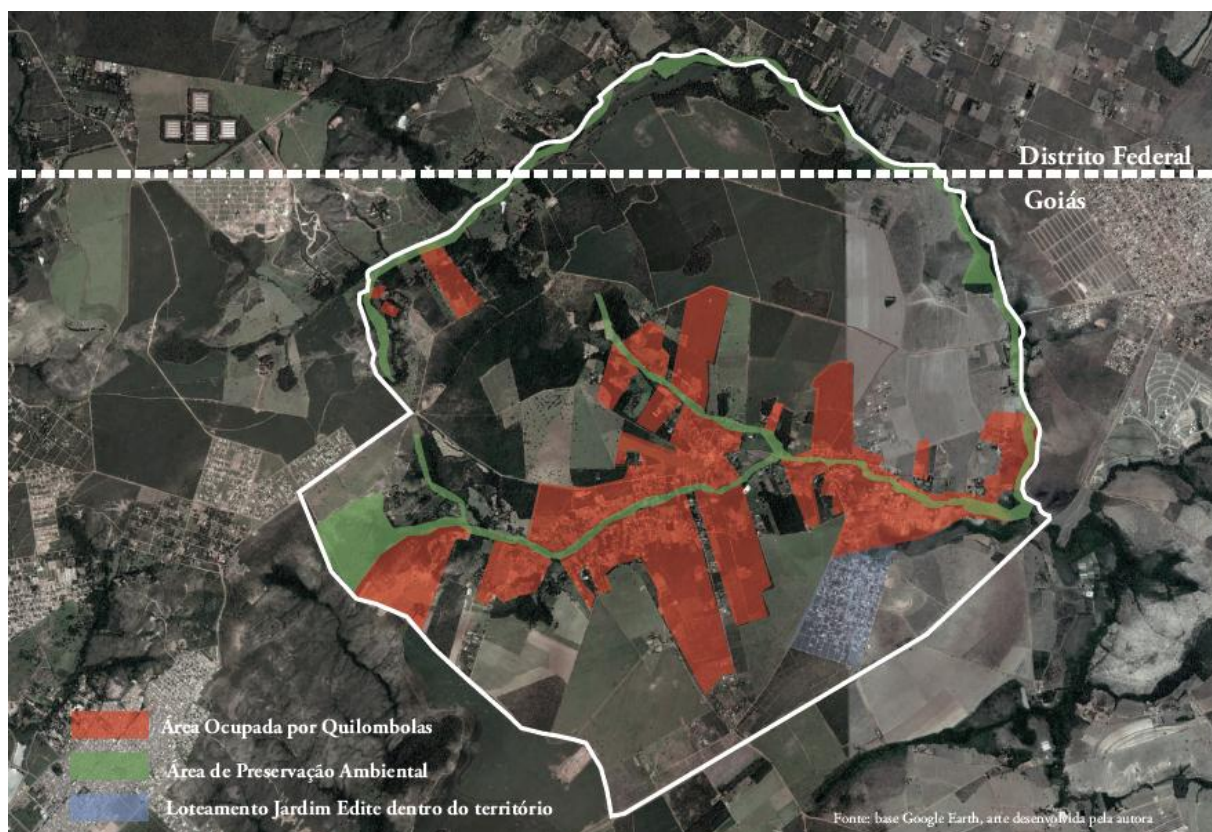 Distrito Federal
Goiás
Área Ocupada por Quilombolas
Área de Preservação Ambiental
Loteamento Jardim Edite dentro do território
Fonte: base Google Earth, arte desenvolvida pela autora